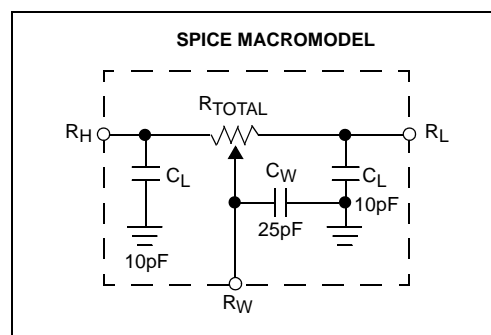 SPICE MACROMODEL
RTOTAL
RH
RL
CL
CW
CL
10pF
25pF
10pF
RW